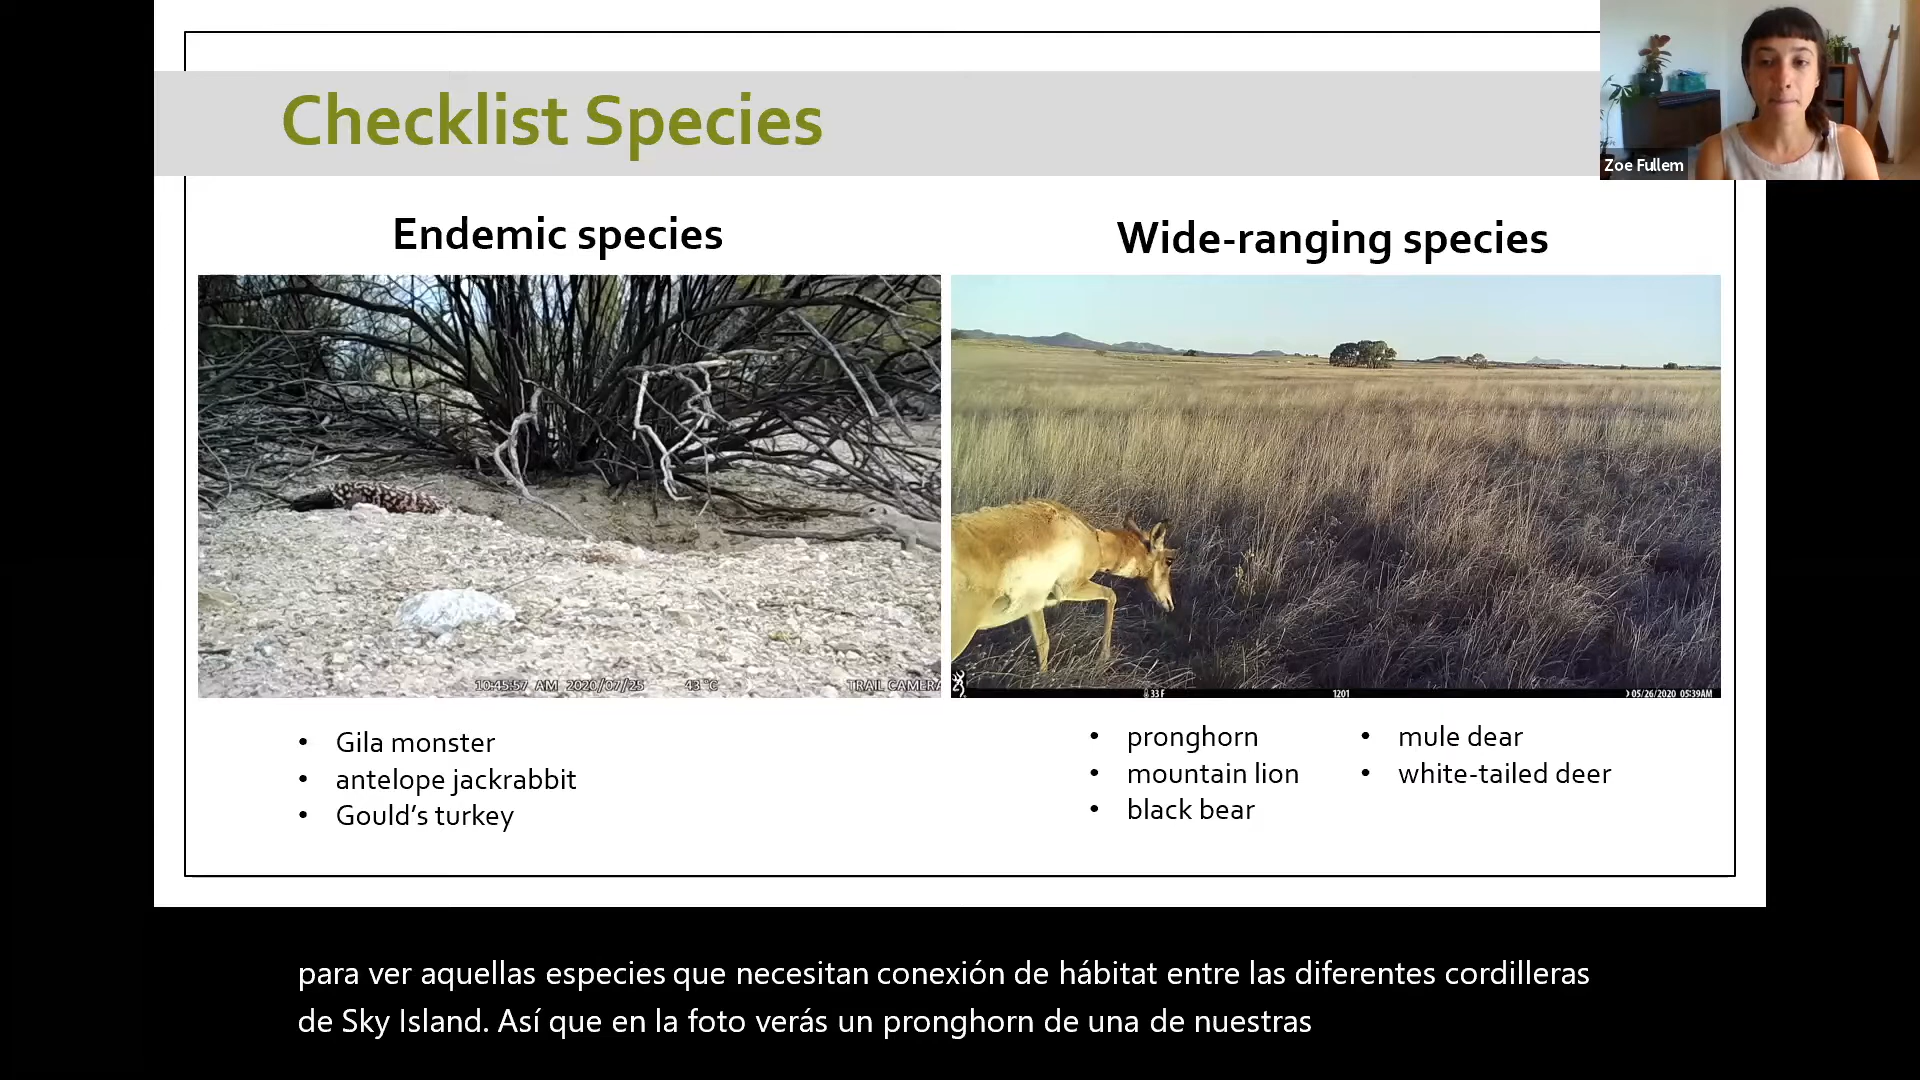 Checklist Species
Zoe Fullem
Endemic species
Wide-ranging species
10:45:57 AM 2020/07/25 43°C TRAIL CAMERA
33F 1201 05/26/2020 05:39AM
• Gila monster
• antelope jackrabbit
• Gould's turkey
• pronghorn
• mountain lion
• black bear
• mule dear
• white-tailed deer
para ver aquellas especies que necesitan conexión de hábitat entre las diferentes cordilleras
de Sky Island. Así que en la foto verás un pronghorn de una de nuestras